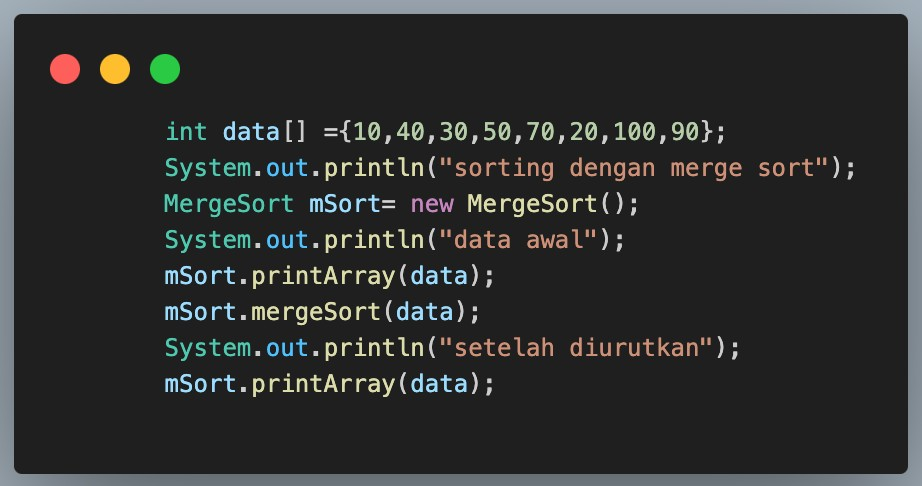 int data[] ={10,40,30,50,70,20,100,90};
System.out.println("sorting dengan merge sort");
MergeSort mSort= new MergeSort();
System.out.println("data awal");
mSort.printArray(data);
mSort.mergeSort(data);
System.out.println("setelah diurutkan");
mSort.printArray(data);